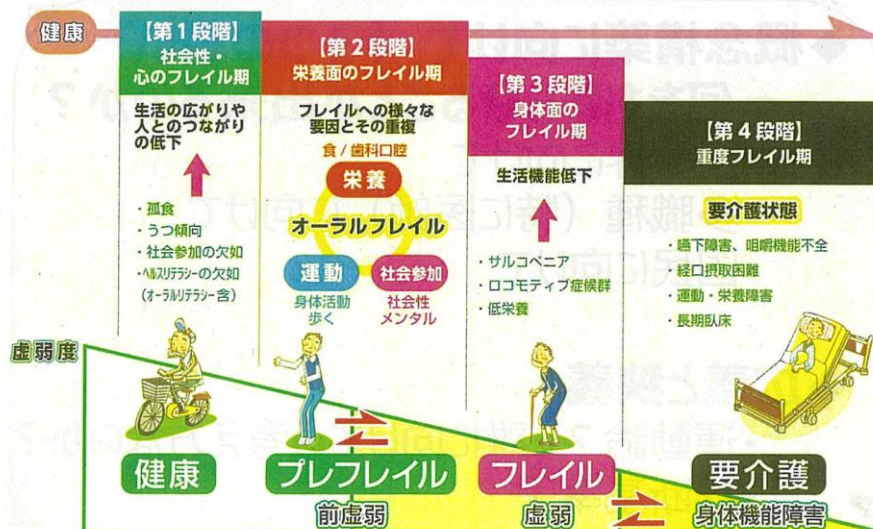 健康
【第1段階】
社会性・
心のフレイル期
生活の広がりや
人とのつながり
の低下
・孤食
・うつ傾向
・社会参加の欠如
・ヘルスリテラシーの欠如
(オーラルリテラシー含)
【第2段階】
栄養面のフレイル期
フレイルへの様々な
要因とその重複
食/歯科口腔
栄養
オーラルフレイル
運動
社会参加
身体活動
歩く
社会性
メンタル
【第3段階】
身体面の
フレイル期
生活機能低下
・サルコペニア
・ロコモティブ症候群
・低栄養
【第4段階】
重度フレイル期
要介護状態
・嚥下障害、咀嚼機能不全
・経口摂取困難
・運動・栄養障害
・長期臥床
虚弱度
健康
プレフレイル
前虚弱
フレイル
虚弱
要介護
身体機能障害